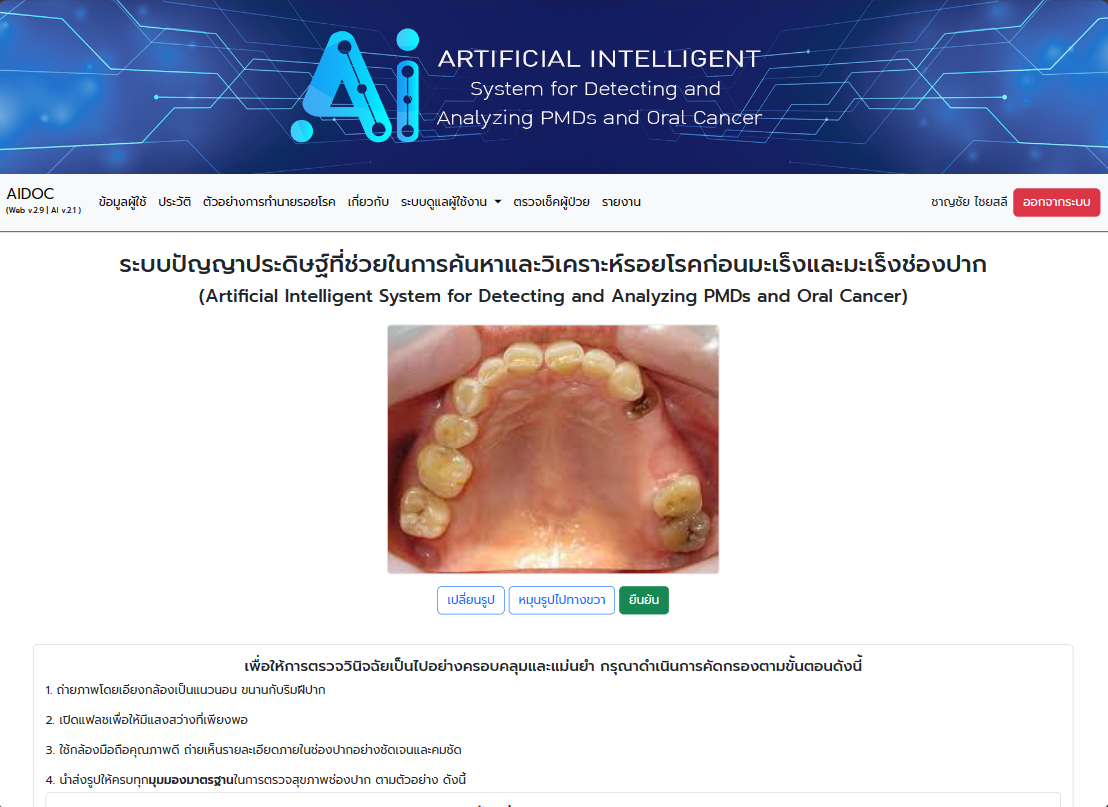 ARTIFICIAL INTELLIGENT
System for Detecting and
Analyzing PMDs and Oral Cancer
AIDOC
(Web v.2.9 | AI v.2.1 )
ข้อมูลผู้ใช้ ประวัติ ตัวอย่างการทำนายรอยโรค เกี่ยวกับ ระบบดูแลผู้ใช้งาน ตรวจเช็คผู้ป่วย รายงาน
ชาญชัย ไชยสลี ออกจากระบบ
ระบบปัญญาประดิษฐ์ที่ช่วยในการค้นหาและวิเคราะห์รอยโรคก่อนมะเร็งและมะเร็งช่องปาก
(Artificial Intelligent System for Detecting and Analyzing PMDs and Oral Cancer)
เปลี่ยนรูป หมุนรูปไปทางขวา ยืนยัน
เพื่อให้การตรวจวินิจฉัยเป็นไปอย่างครอบคลุมและแม่นยำ กรุณาดำเนินการคัดกรองตามขั้นตอนดังนี้
1. ถ่ายภาพโดยเอียงกล้องเป็นแนวนอน ขนานกับริมฝีปาก
2. เปิดแฟลชเพื่อให้มีแสงสว่างที่เพียงพอ
3. ใช้กล้องมือถือคุณภาพดี ถ่ายเห็นรายละเอียดภายในช่องปากอย่างชัดเจนและคมชัด
4. นำส่งรูปให้ครบทุกมุมมองมาตรฐานในการตรวจสุขภาพช่องปาก ตามตัวอย่าง ดังนี้